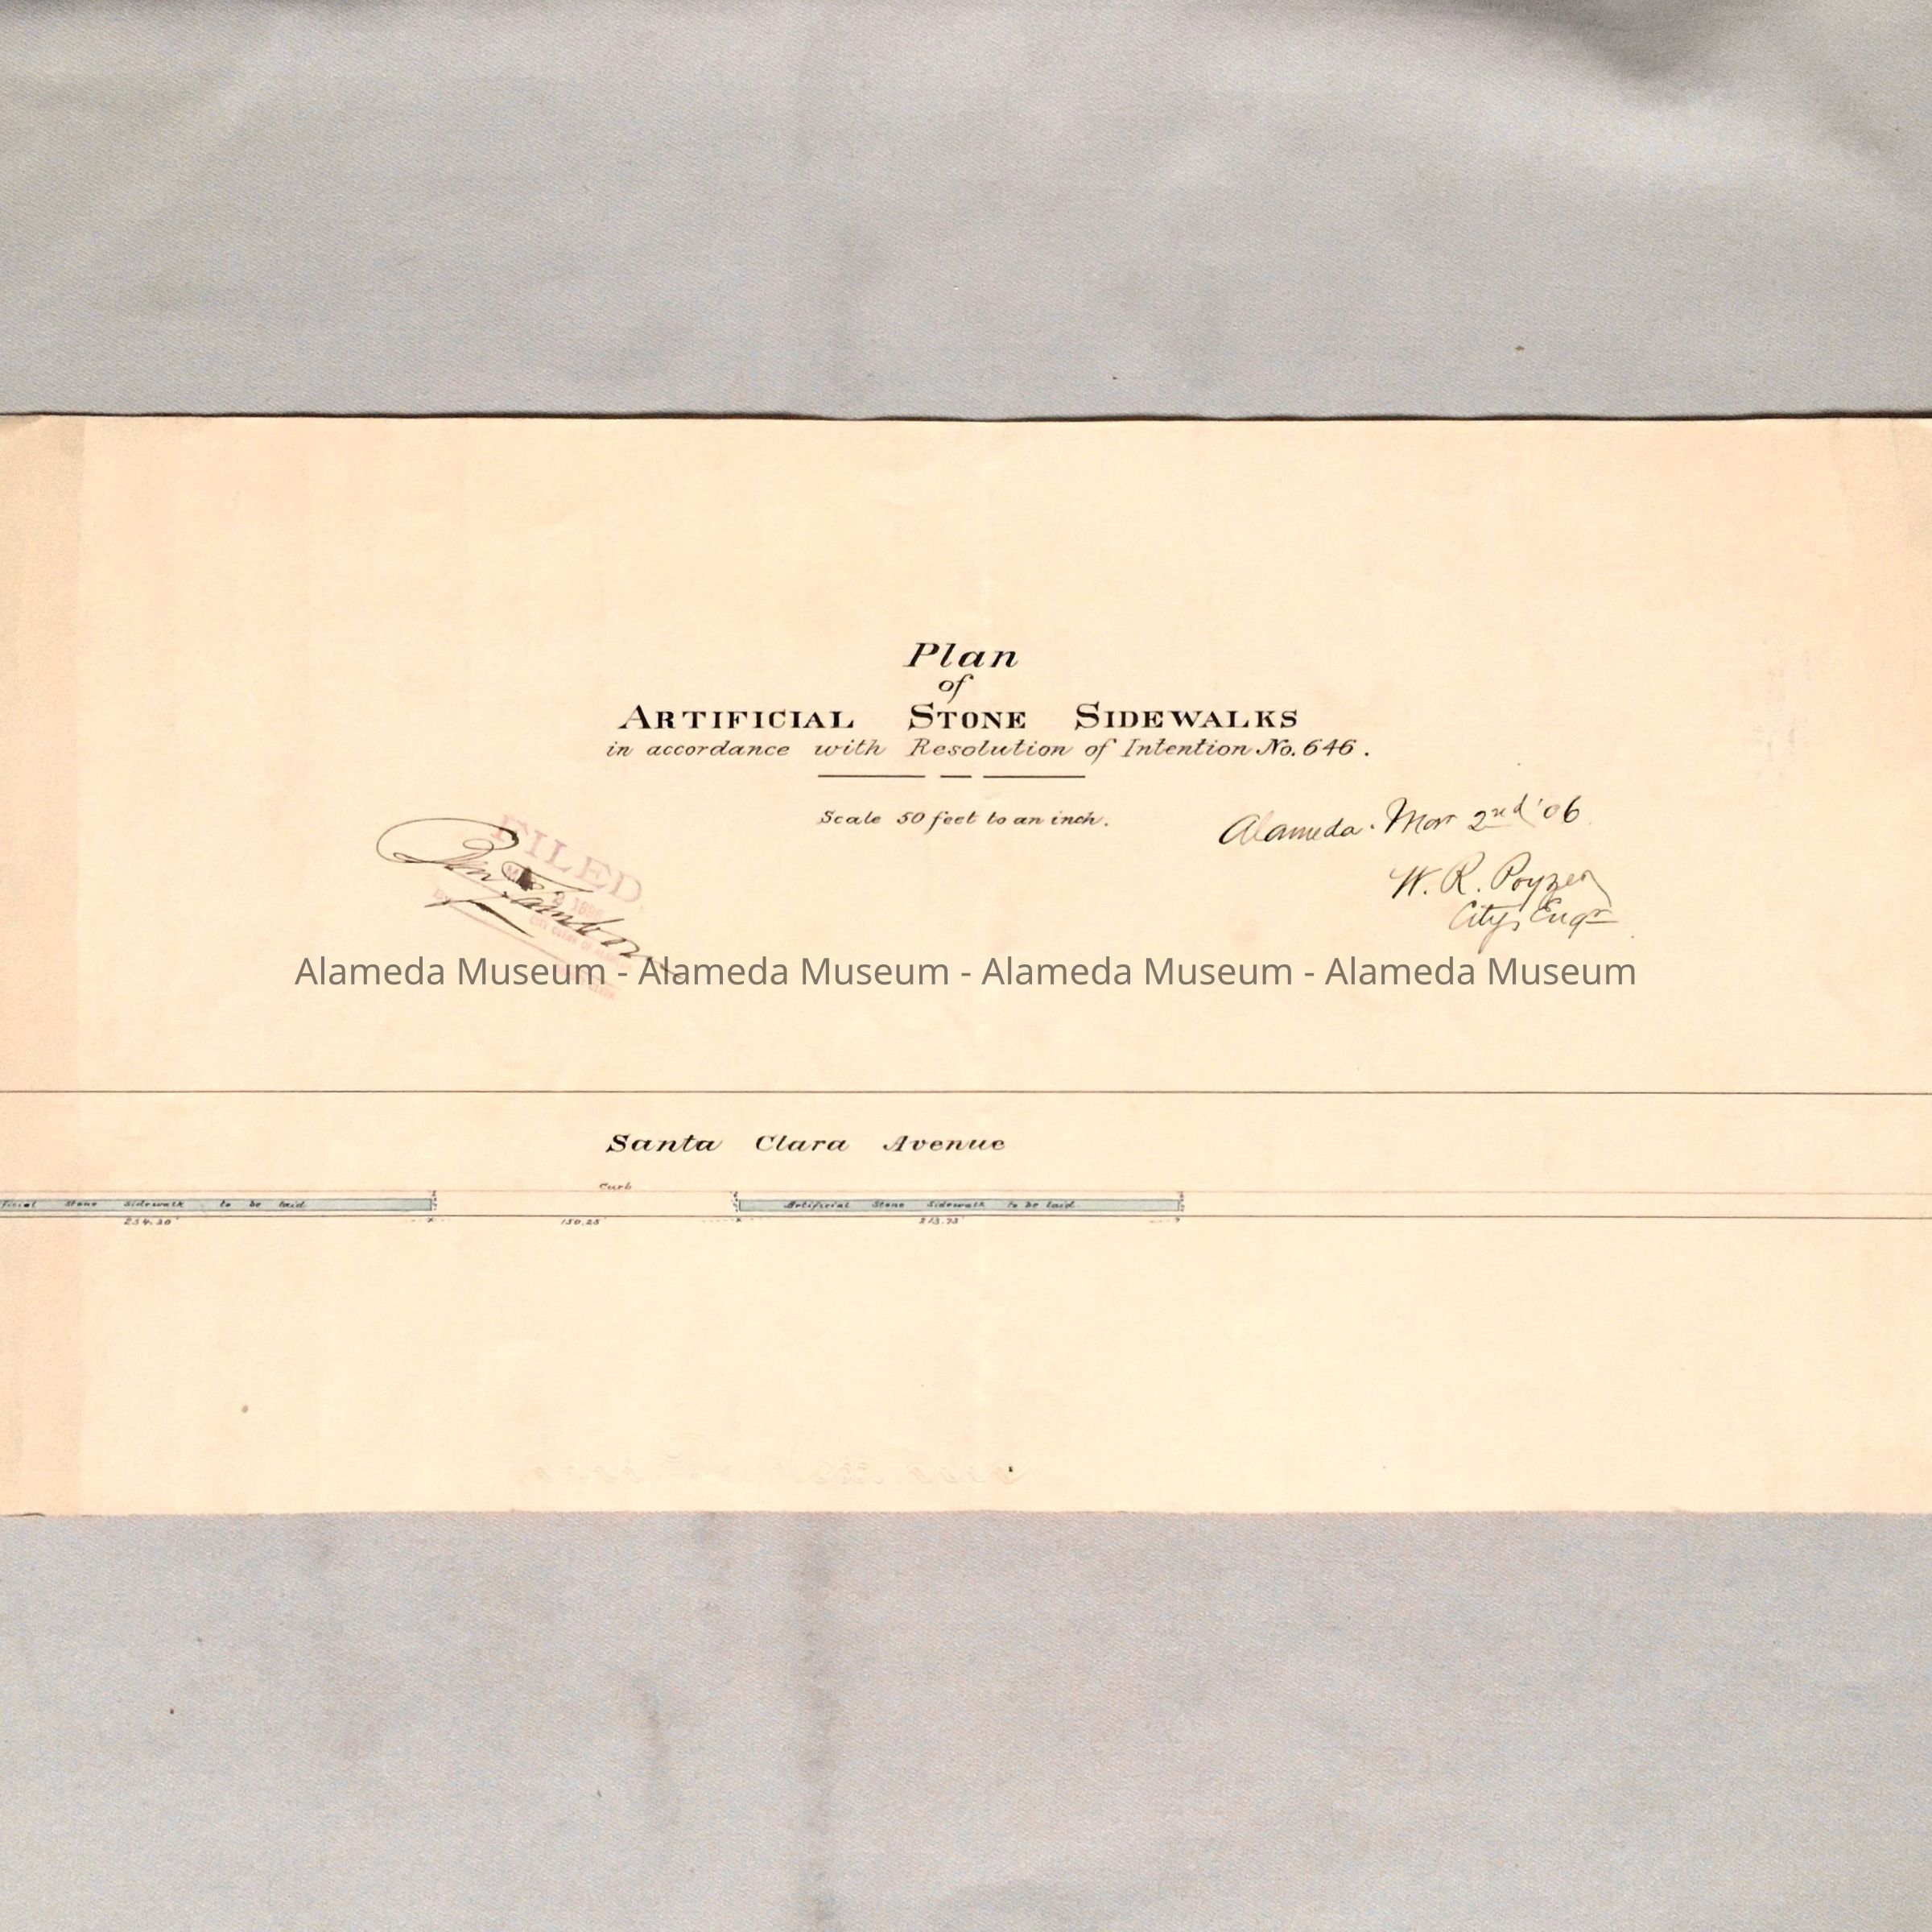 Plan
of
ARTIFICIAL STONE SIDEWALKS
in accordance with Resolution of Intention No. 646.
Scale 50 feet to an inch.
Alameda. Mar 2nd '06
W. R. Poyzer
City Engr
FILED
Alameda Museum - Alameda Museum - Alameda Museum - Alameda Museum
Santa Clara Avenue
Curb
ficial Stone Sidewalk to be laid
Artificial Stone Sidewalk to be laid
254.30'
150.25'
213.73'